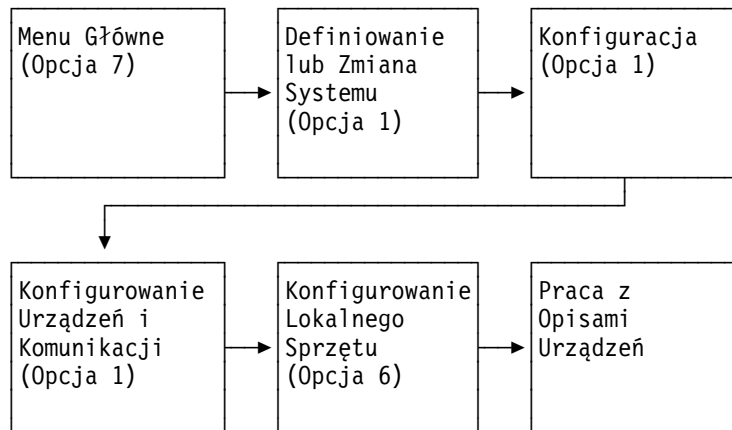 Menu Główne
(Opcja 7)
Definiowanie
lub Zmiana
Systemu
(Opcja 1)
Konfiguracja
(Opcja 1)
Konfigurowanie
Urządzeń i
Komunikacji
(Opcja 1)
Konfigurowanie
Lokalnego
Sprzętu
(Opcja 6)
Praca z
Opisami
Urządzeń